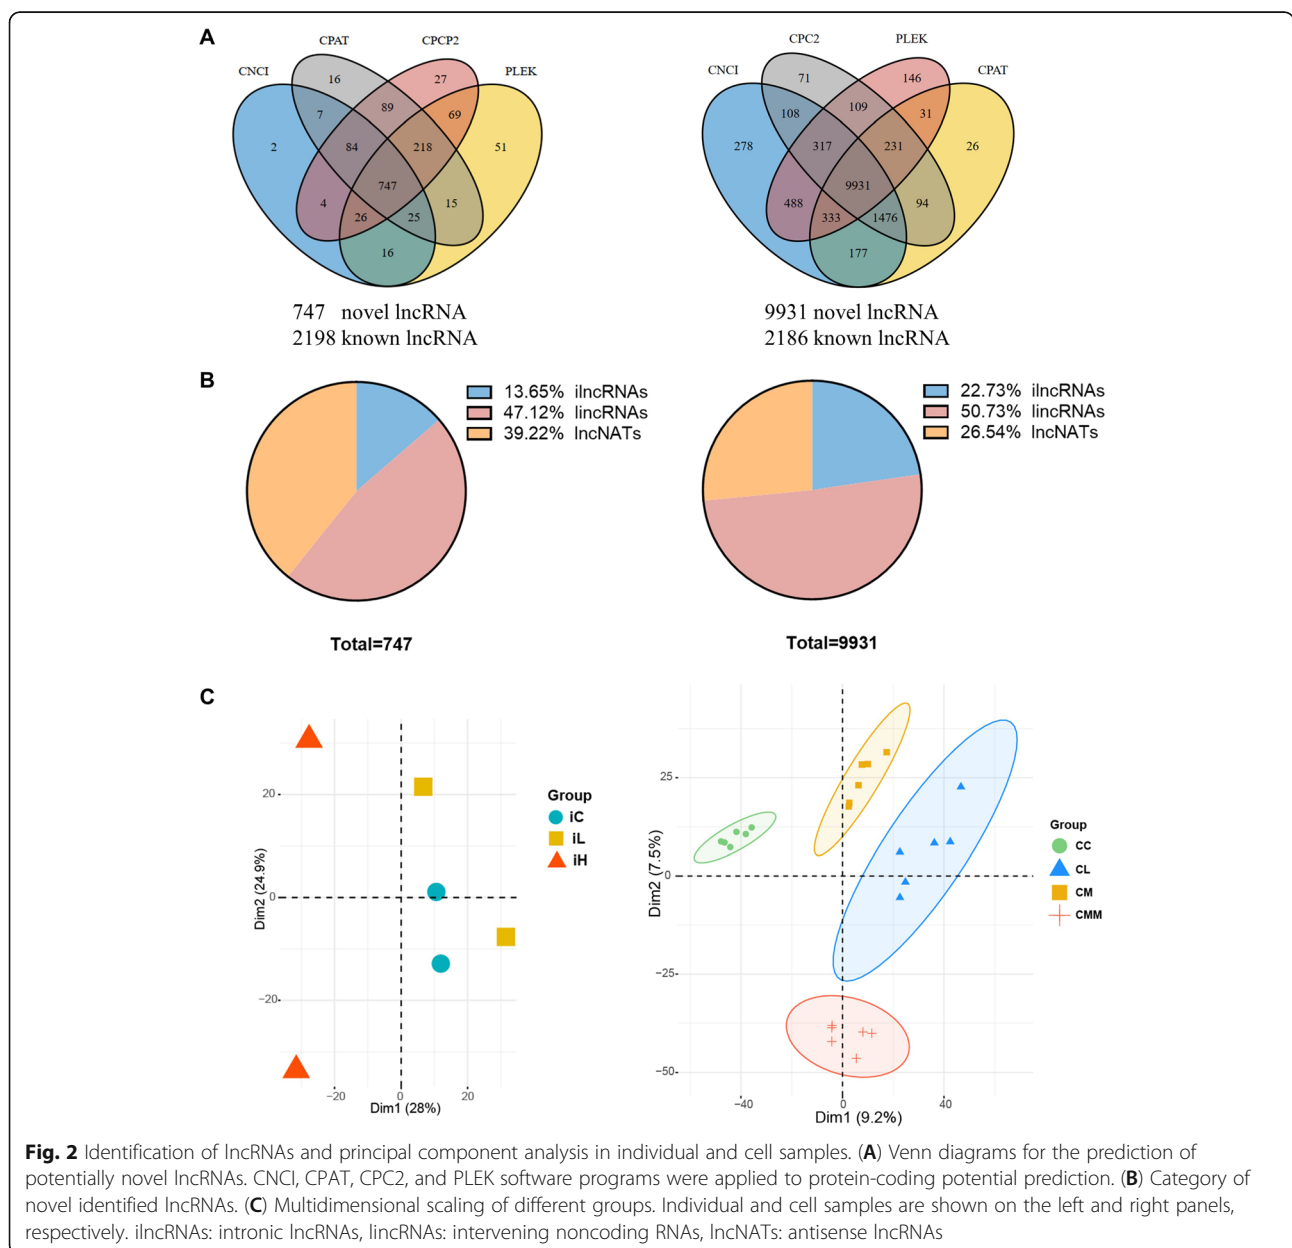 A
CPAT
CPCP2
CNCI
PLEK
16
27
7
89
69
2
84
218
51
747
4
15
26
25
16
747 novel lncRNA
2198 known lncRNA
CPC2
PLEK
CNCI
CPAT
71
146
108
109
31
278
317
231
26
9931
488
94
333
1476
177
9931 novel lncRNA
2186 known lncRNA
B
13.65% ilncRNAs
47.12% lincRNAs
39.22% lncNATs
Total=747
22.73% ilncRNAs
50.73% lincRNAs
26.54% lncNATs
Total=9931
C
Dim2 (24.9%)
20
0
−20
−20
0
20
Dim1 (28%)
Group
iC
iL
iH
Dim2 (7.5%)
25
0
−25
−50
−40
0
40
Dim1 (9.2%)
Group
CC
CL
CM
CMM
Fig. 2 Identification of lncRNAs and principal component analysis in individual and cell samples. (A) Venn diagrams for the prediction of
potentially novel lncRNAs. CNCI, CPAT, CPC2, and PLEK software programs were applied to protein-coding potential prediction. (B) Category of
novel identified lncRNAs. (C) Multidimensional scaling of different groups. Individual and cell samples are shown on the left and right panels,
respectively. ilncRNAs: intronic lncRNAs, lincRNAs: intervening noncoding RNAs, lncNATs: antisense lncRNAs